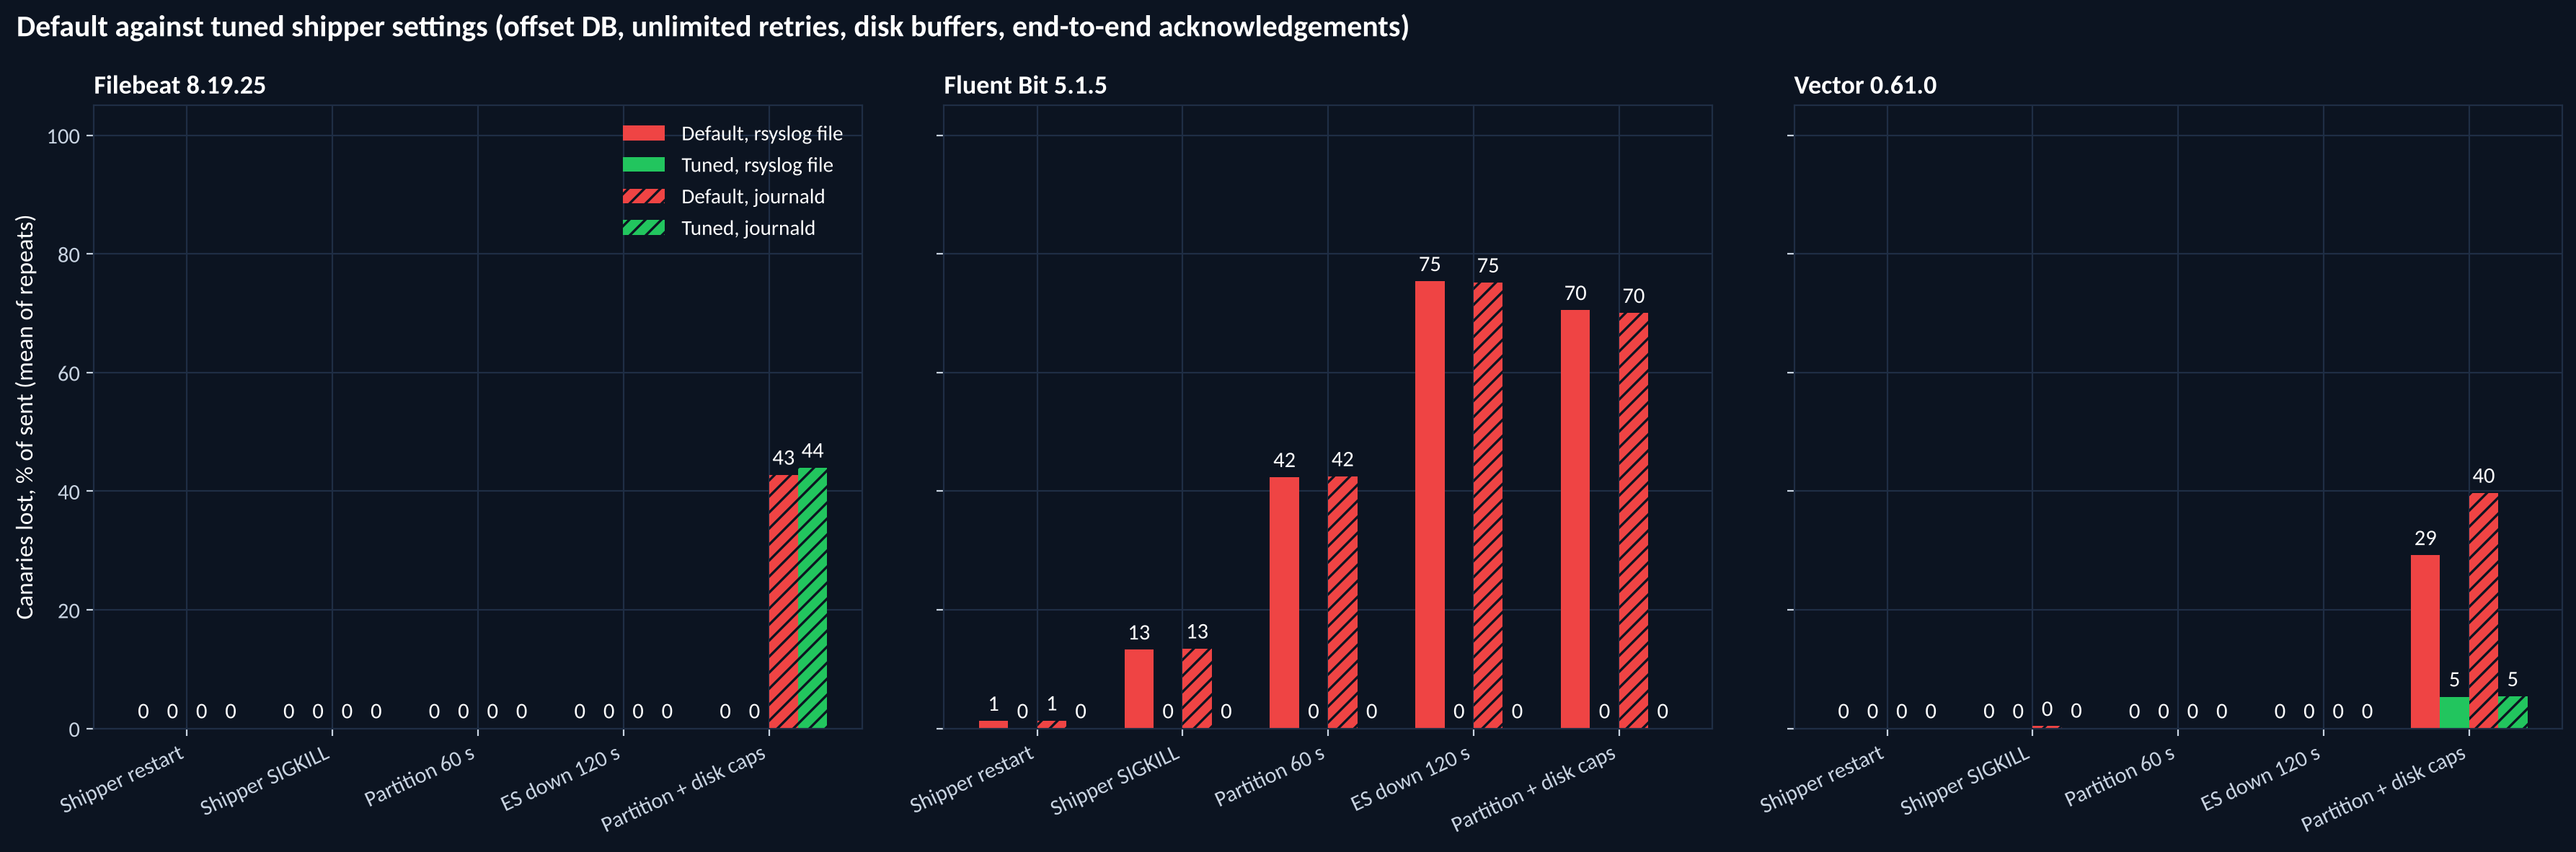 Default against tuned shipper settings (offset DB, unlimited retries, disk buffers, end-to-end acknowledgements)
Filebeat 8.19.25
Canaries lost, % of sent (mean of repeats)
100
80
60
40
20
0
Default, rsyslog file
Tuned, rsyslog file
Default, journald
Tuned, journald
0 0 0 0
0 0 0 0
0 0 0 0
0 0 0 0
0 0 43 44
Shipper restart
Shipper SIGKILL
Partition 60 s
ES down 120 s
Partition + disk caps
Fluent Bit 5.1.5
1 0 1 0
13 0 13 0
42 0 42 0
75 0 75 0
70 0 70 0
Shipper restart
Shipper SIGKILL
Partition 60 s
ES down 120 s
Partition + disk caps
Vector 0.61.0
0 0 0 0
0 0 0 0
0 0 0 0
0 0 0 0
29 5 40 5
Shipper restart
Shipper SIGKILL
Partition 60 s
ES down 120 s
Partition + disk caps